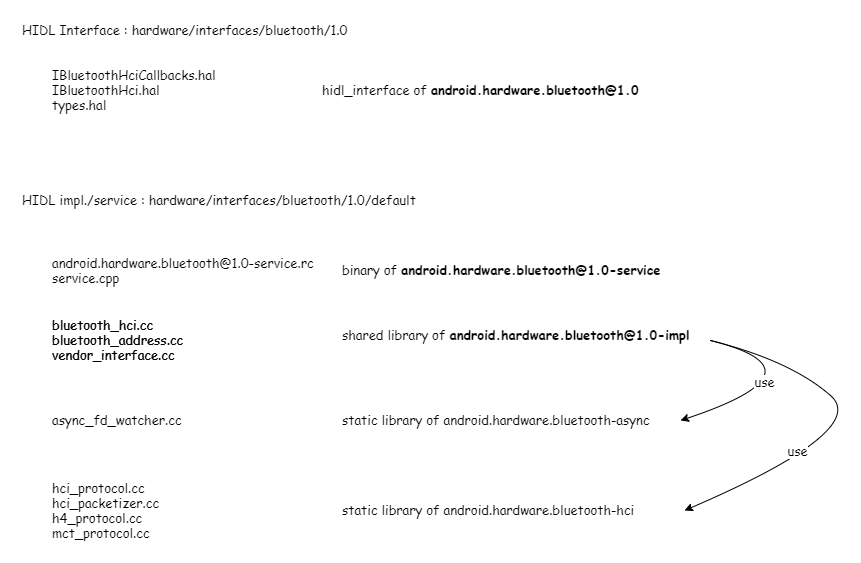 HIDL Interface : hardware/interfaces/bluetooth/1.0
IBluetoothHciCallbacks.hal
IBluetoothHci.hal
types.hal
hidl_interface of android.hardware.bluetooth@1.0
HIDL impl./service : hardware/interfaces/bluetooth/1.0/default
android.hardware.bluetooth@1.0-service.rc
service.cpp
binary of android.hardware.bluetooth@1.0-service
bluetooth_hci.cc
bluetooth_address.cc
vendor_interface.cc
shared library of android.hardware.bluetooth@1.0-impl
use
async_fd_watcher.cc
static library of android.hardware.bluetooth-async
use
hci_protocol.cc
hci_packetizer.cc
h4_protocol.cc
mct_protocol.cc
static library of android.hardware.bluetooth-hci